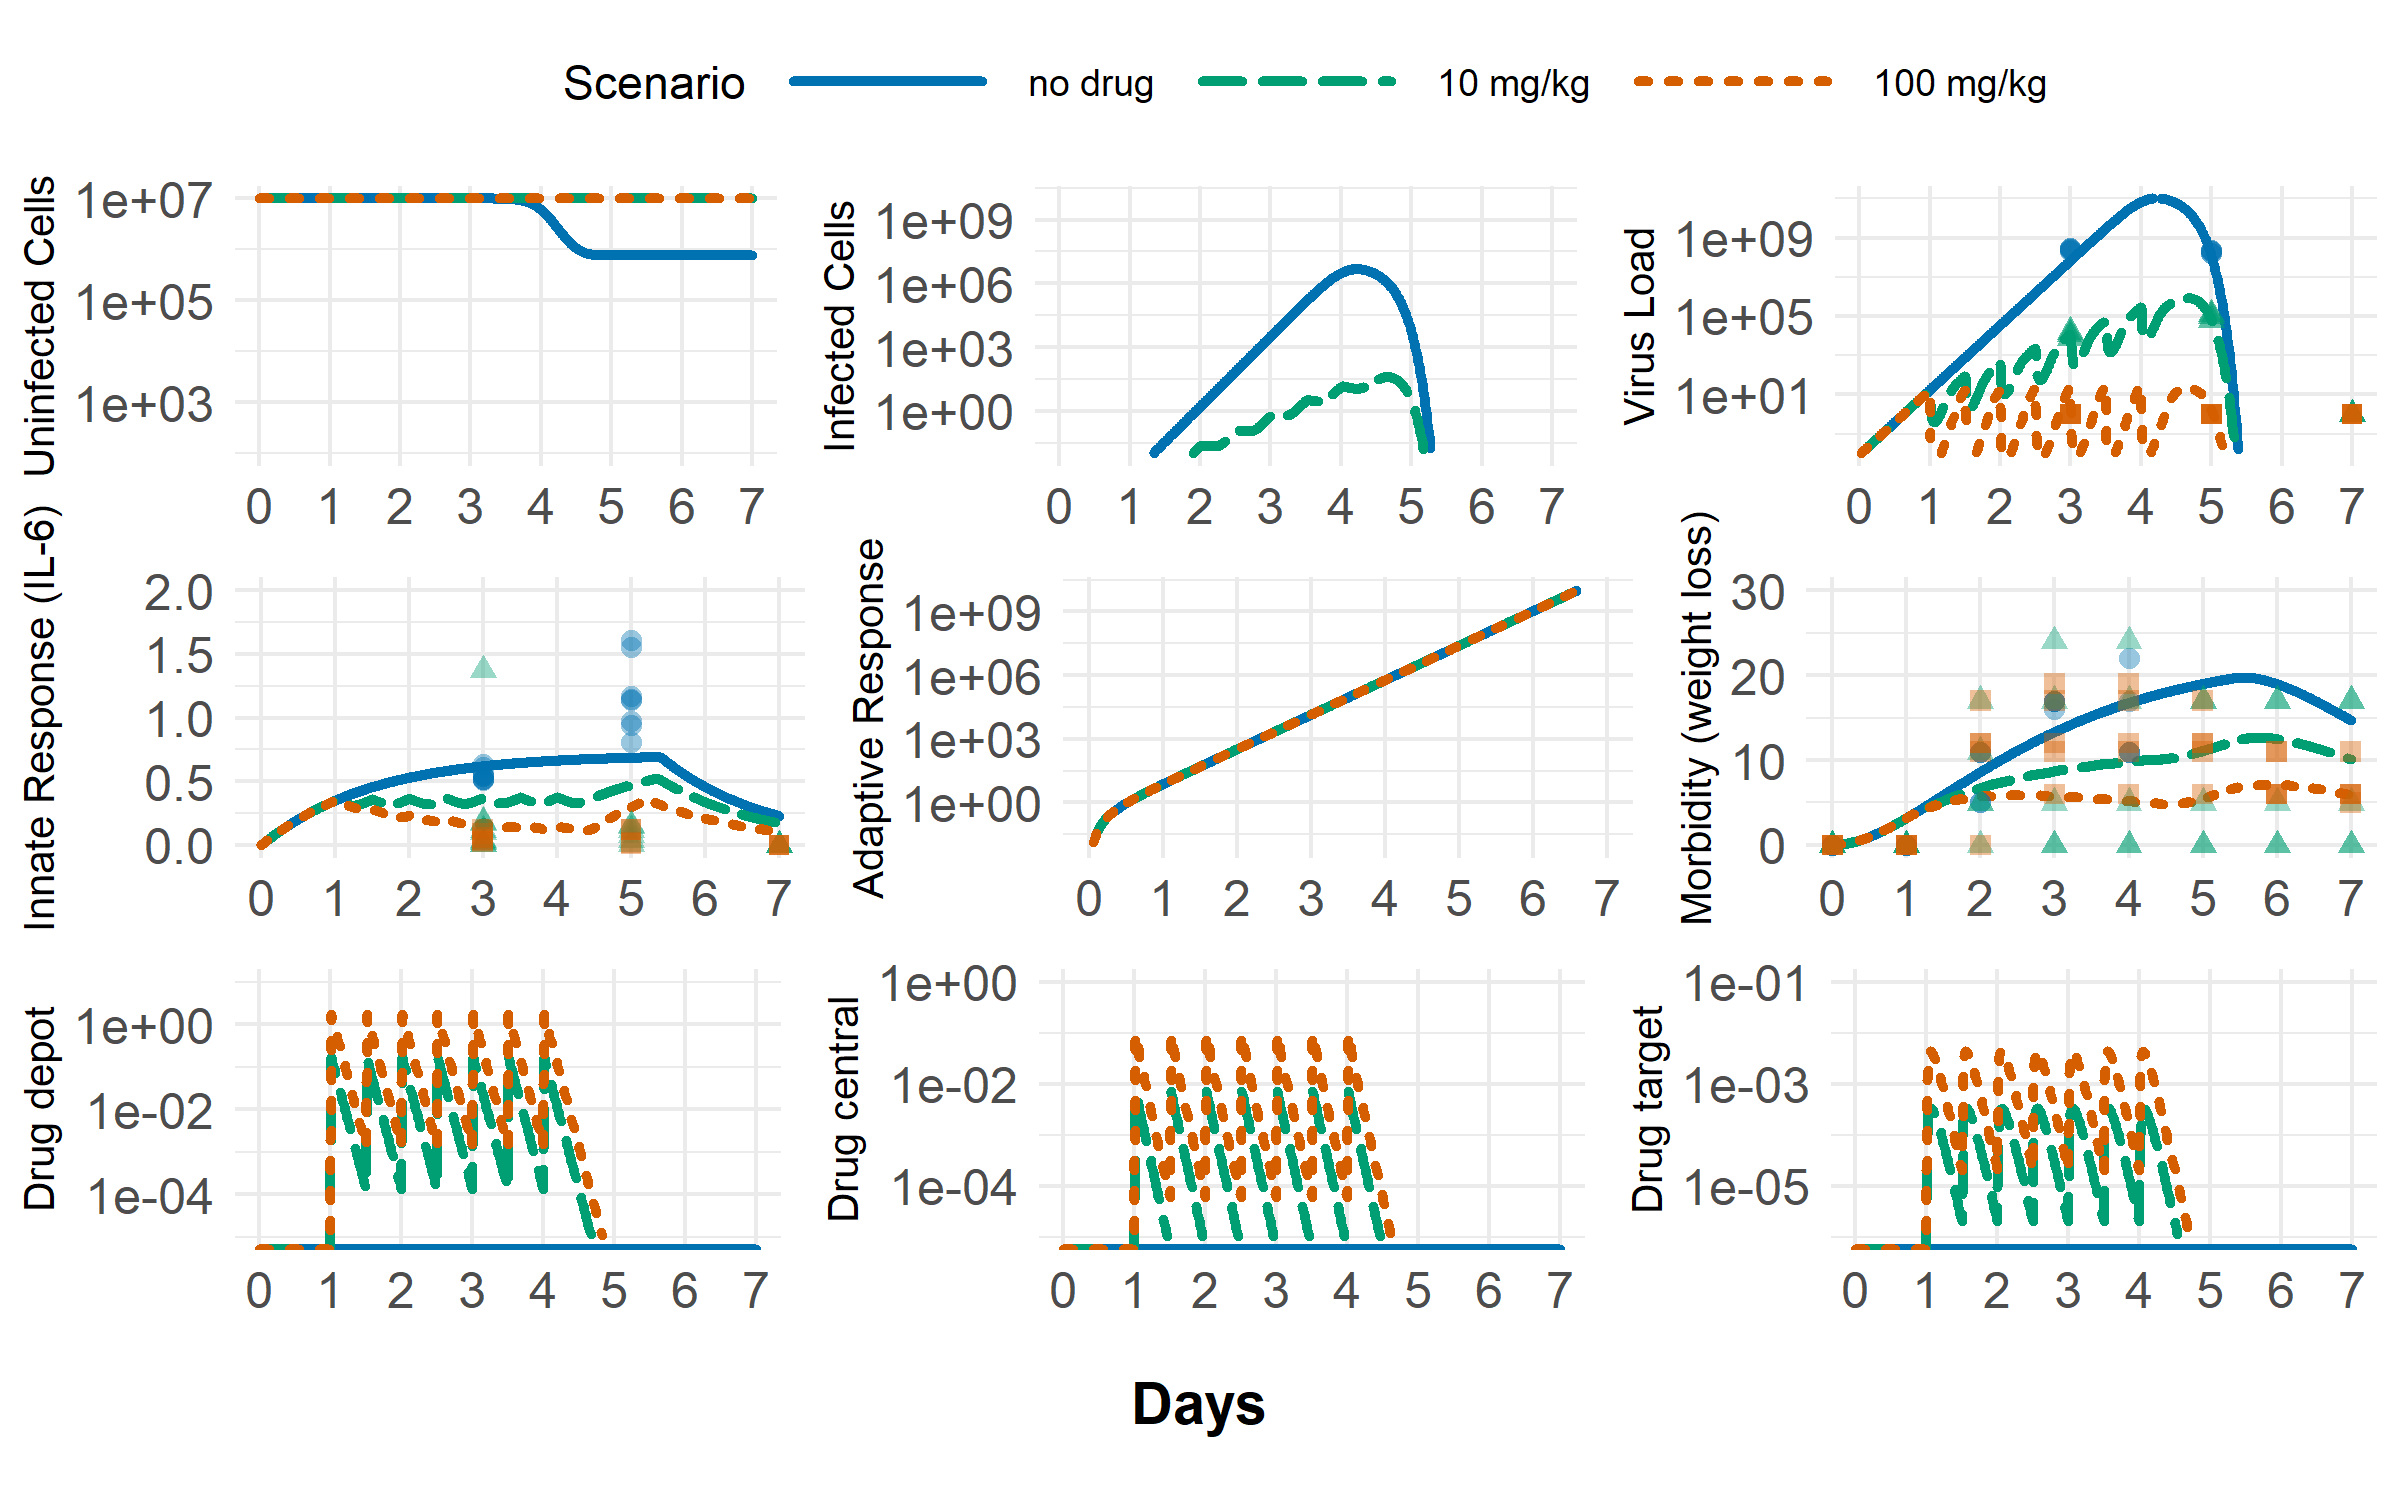 Scenario no drug 10 mg/kg 100 mg/kg
Uninfected Cells
1e+07
1e+05
1e+03
0 1 2 3 4 5 6 7
Infected Cells
1e+09
1e+06
1e+03
1e+00
0 1 2 3 4 5 6 7
Virus Load
1e+09
1e+05
1e+01
0 1 2 3 4 5 6 7
Innate Response (IL-6)
2.0
1.5
1.0
0.5
0.0
0 1 2 3 4 5 6 7
Adaptive Response
1e+09
1e+06
1e+03
1e+00
0 1 2 3 4 5 6 7
Morbidity (weight loss)
30
20
10
0
0 1 2 3 4 5 6 7
Drug depot
1e+00
1e-02
1e-04
0 1 2 3 4 5 6 7
Drug central
1e+00
1e-02
1e-04
0 1 2 3 4 5 6 7
Drug target
1e-01
1e-03
1e-05
0 1 2 3 4 5 6 7
Days